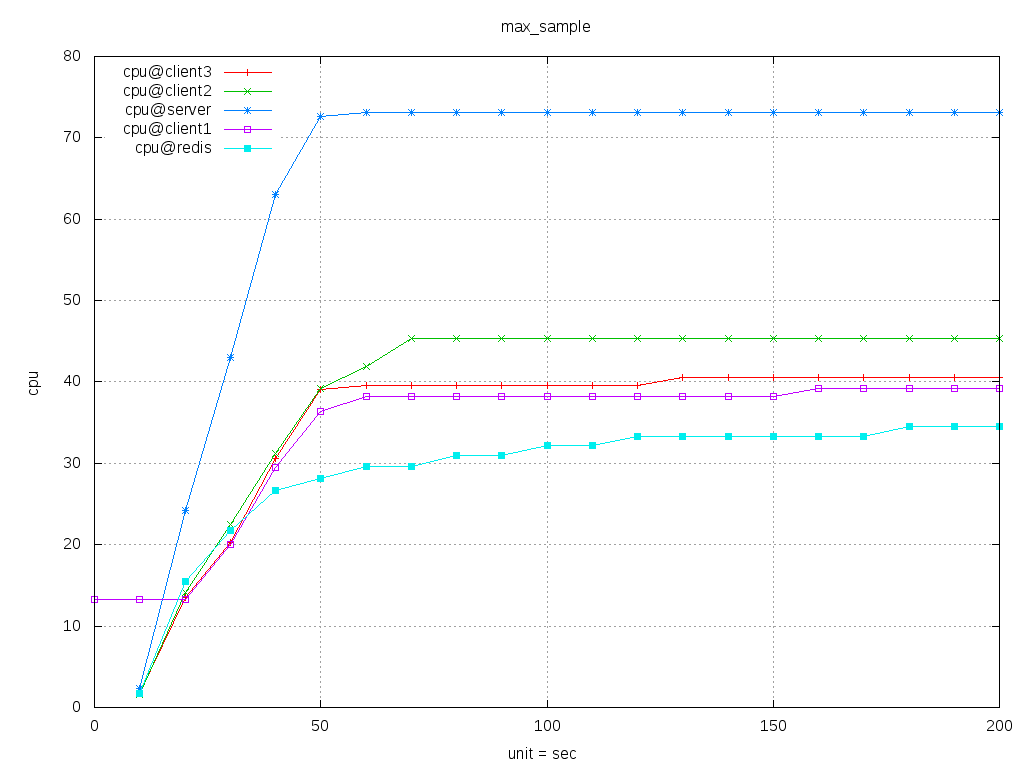 max_sample
80
70
60
50
40
30
20
10
0
cpu
cpu@client3
cpu@client2
cpu@server
cpu@client1
cpu@redis
0 50 100 150 200
unit = sec